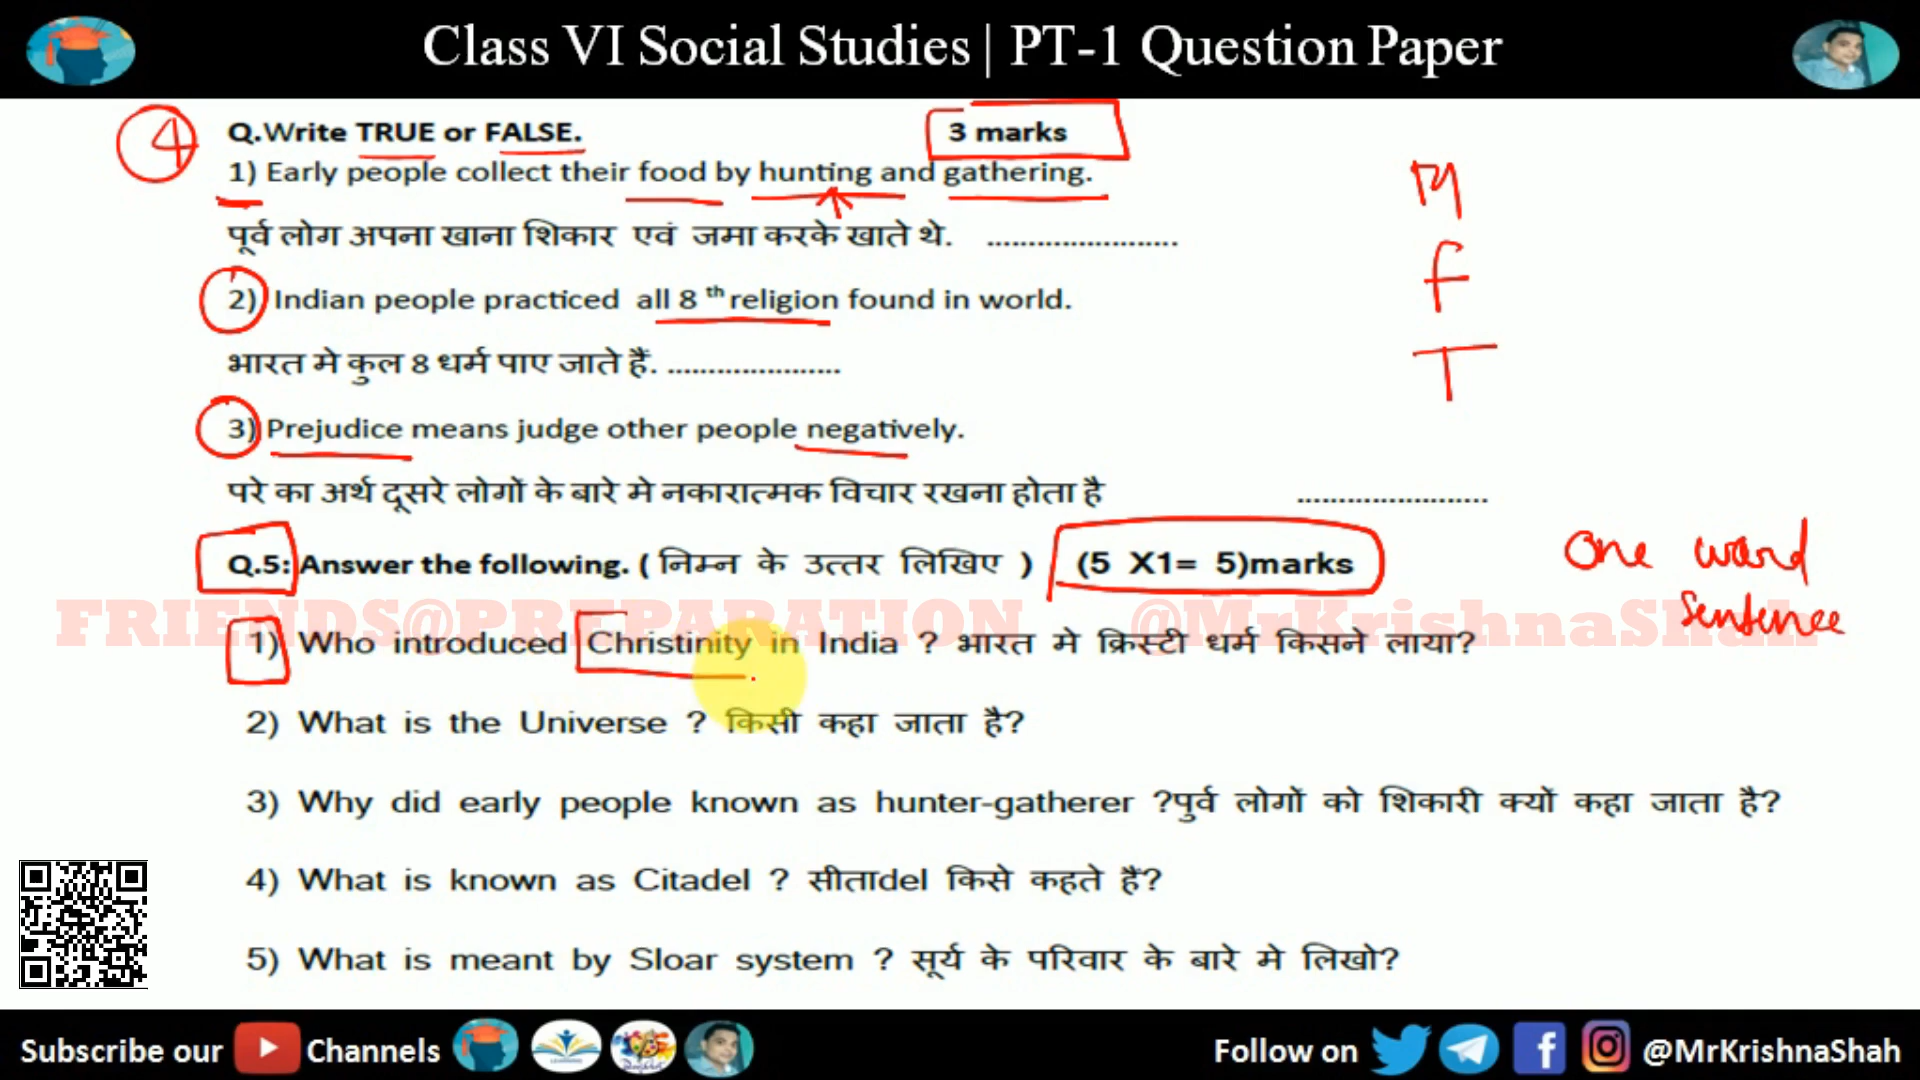 Class VI Social Studies | PT-1 Question Paper
4 Q.Write TRUE or FALSE. 3 marks
1) Early people collect their food by hunting and gathering.
पूर्व लोग अपना खाना शिकार एवं जमा करके खाते थे. .......................
F
2) Indian people practiced all 8 th religion found in world.
भारत मे कुल 8 धर्म पाए जाते हैं. .....................
T
3) Prejudice means judge other people negatively.
परे का अर्थ दूसरे लोगों के बारे मे नकारात्मक विचार रखना होता है .......................
Q.5: Answer the following. ( निम्न के उत्तर लिखिए ) (5 X1= 5)marks
One word
sentence
FRIENDS@PREPARATION @MrKrishnaShah
1) Who introduced Christinity in India ? भारत मे क्रिस्टी धर्म किसने लाया?
2) What is the Universe ? किसी कहा जाता है?
3) Why did early people known as hunter-gatherer ?पुर्व लोगों को शिकारी क्यों कहा जाता है?
4) What is known as Citadel ? सीताdel किसे कहते हैं?
5) What is meant by Sloar system ? सूर्य के परिवार के बारे मे लिखो?
Subscribe our Channels Follow on @MrKrishnaShah